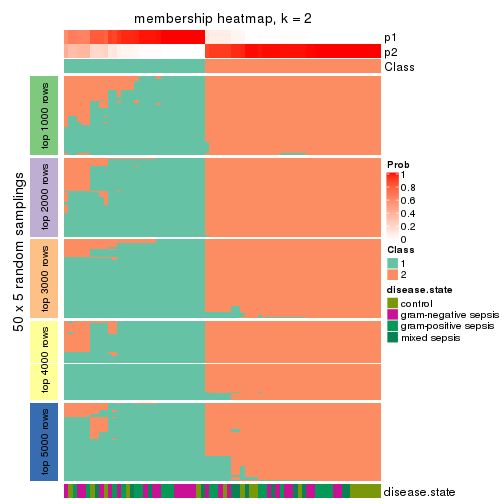 membership heatmap, k = 2
p1
p2
Class
50 x 5 random samplings
top 1000 rows
top 2000 rows
top 3000 rows
top 4000 rows
top 5000 rows
Prob
1
0.8
0.6
0.4
0.2
0
Class
1
2
disease.state
control
gram-negative sepsis
gram-positive sepsis
mixed sepsis
disease.state